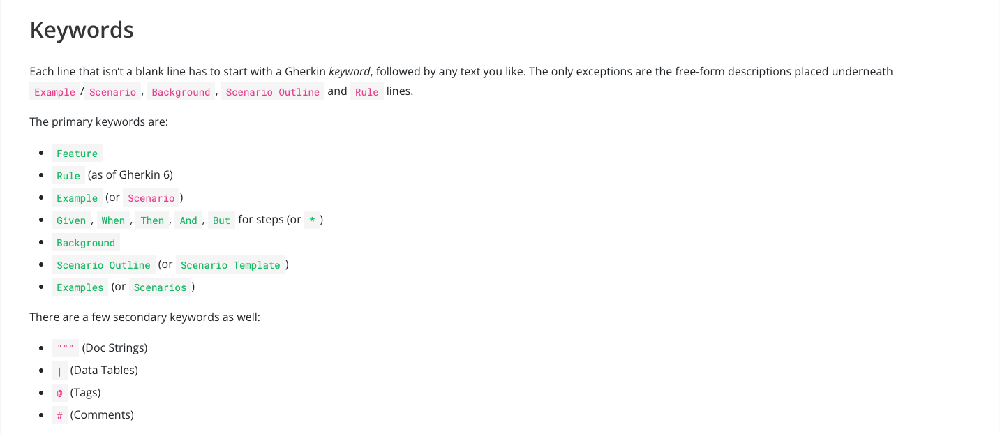 Keywords
Each line that isn’t a blank line has to start with a Gherkin keyword, followed by any text you like. The only exceptions are the free-form descriptions placed underneath
Example / Scenario , Background , Scenario Outline and Rule lines.
The primary keywords are:
• Feature
• Rule (as of Gherkin 6)
• Example (or Scenario )
• Given , When , Then , And , But for steps (or * )
• Background
• Scenario Outline (or Scenario Template )
• Examples (or Scenarios )
There are a few secondary keywords as well:
• """ (Doc Strings)
• | (Data Tables)
• @ (Tags)
• # (Comments)